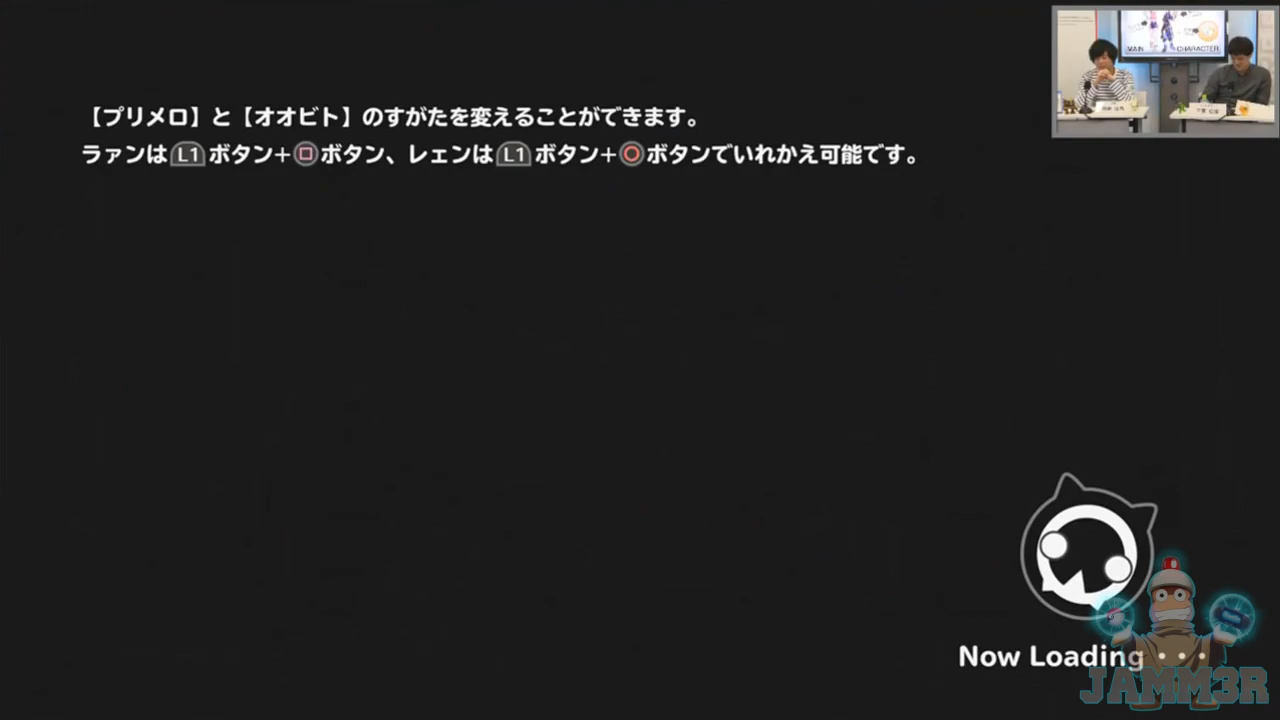 【プリメロ】と【オオビト】のすがたを変えることができます。
ラァンはL1ボタン+□ボタン、レェンはL1ボタン+○ボタンでいれかえ可能です。
MAIN CHARACTER
Now Loading...
JAMM3R